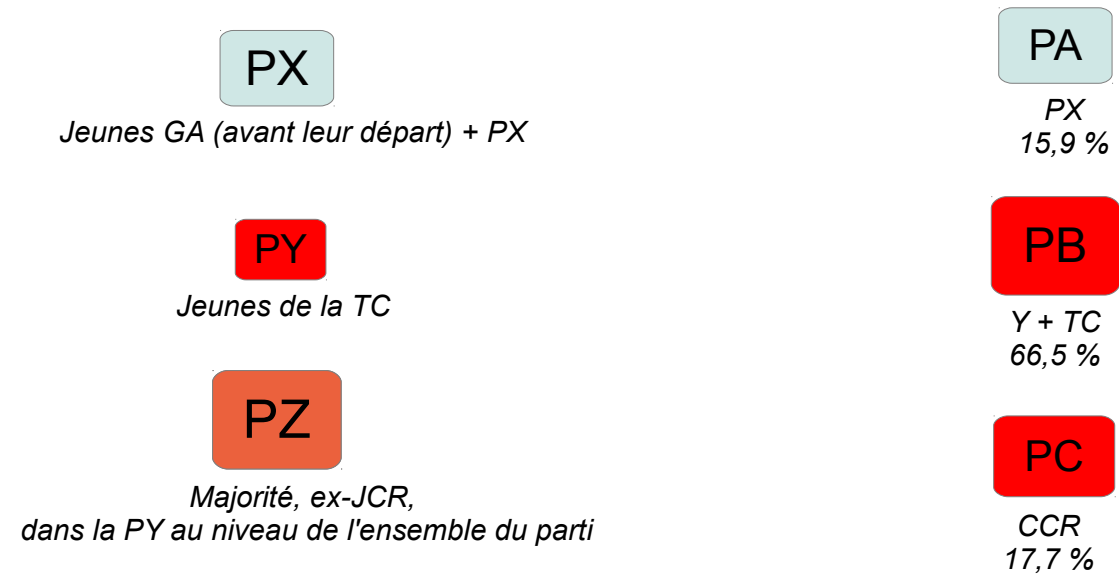 PX
Jeunes GA (avant leur départ) + PX
PY
Jeunes de la TC
PZ
Majorité, ex-JCR,
dans la PY au niveau de l'ensemble du parti
PA
PX
15,9 %
PB
Y + TC
66,5 %
PC
CCR
17,7 %